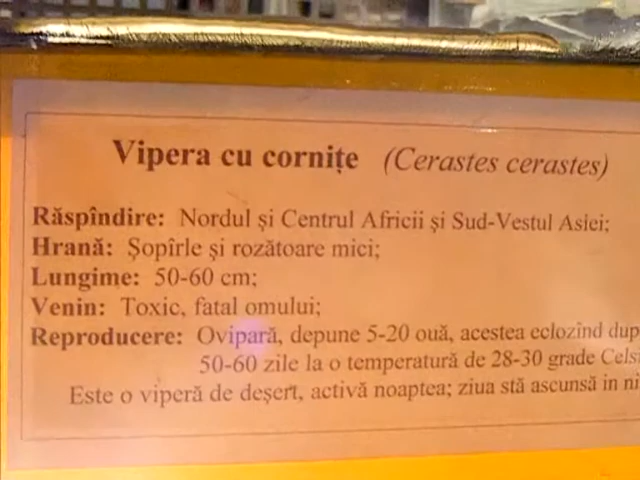 Vipera cu cornițe (Cerastes cerastes)
Răspîndire: Nordul și Centrul Africii și Sud-Vestul Asiei;
Hrană: Șopîrle și rozătoare mici;
Lungime: 50-60 cm;
Venin: Toxic, fatal omului;
Reproducere: Ovipară, depune 5-20 ouă, acestea eclozînd
50-60 zile la o temperatură de 28-30 grade
Este o viperă de deșert, activă noaptea; ziua stă ascunsă in